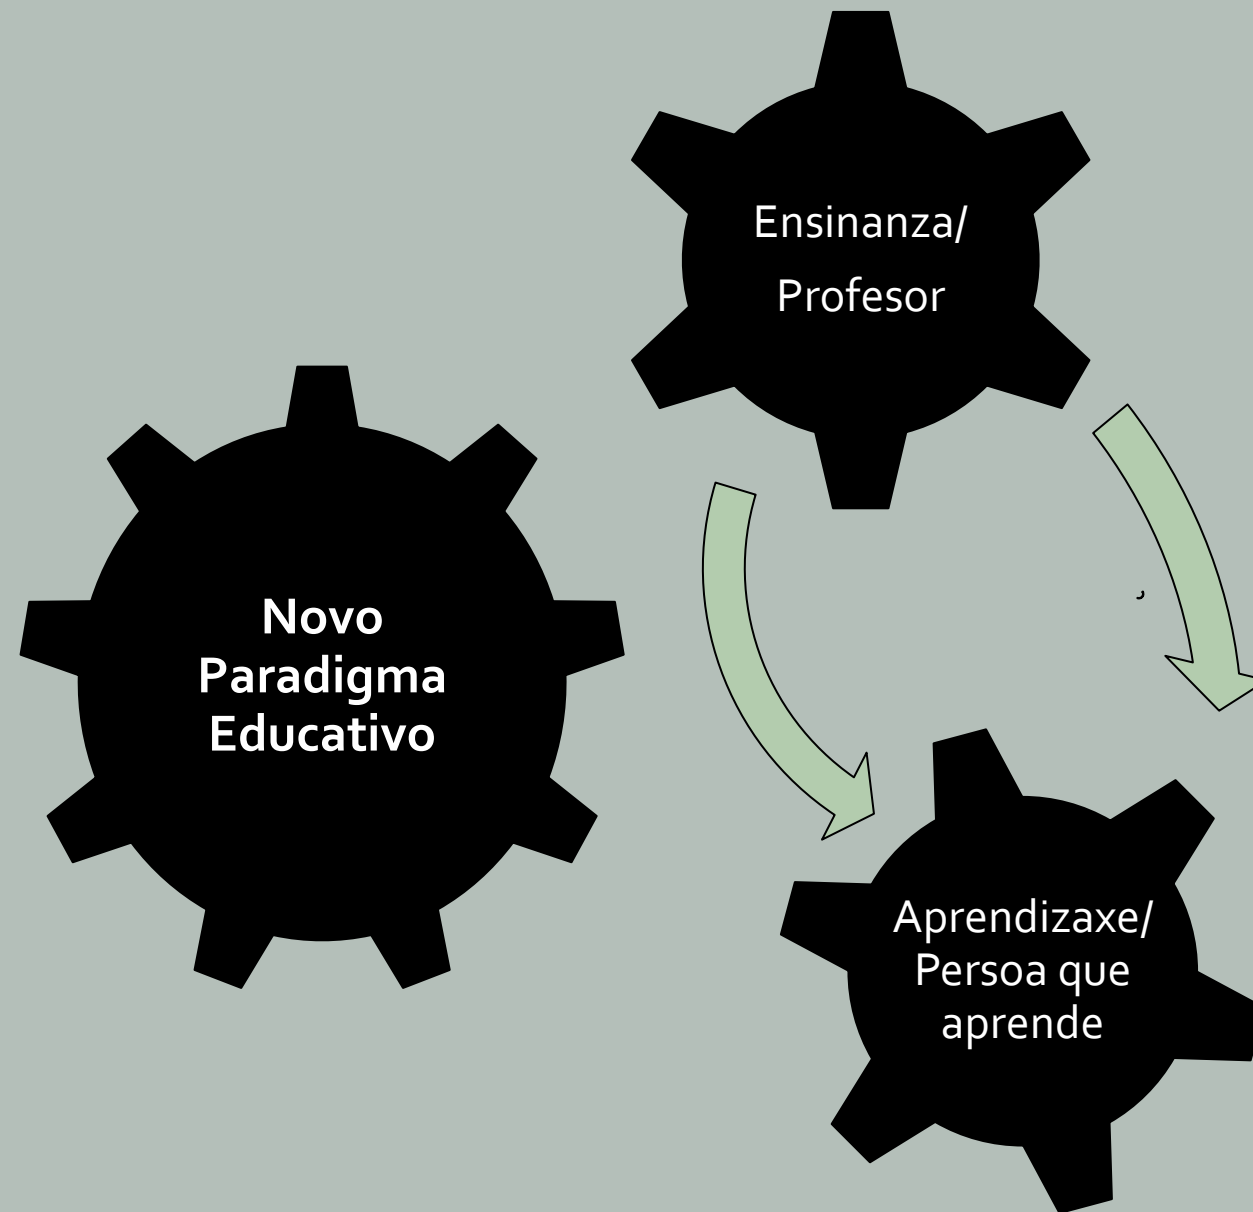 Ensinanza/
Profesor
Novo
Paradigma
Educativo
Aprendizaxe/
Persoa que
aprende